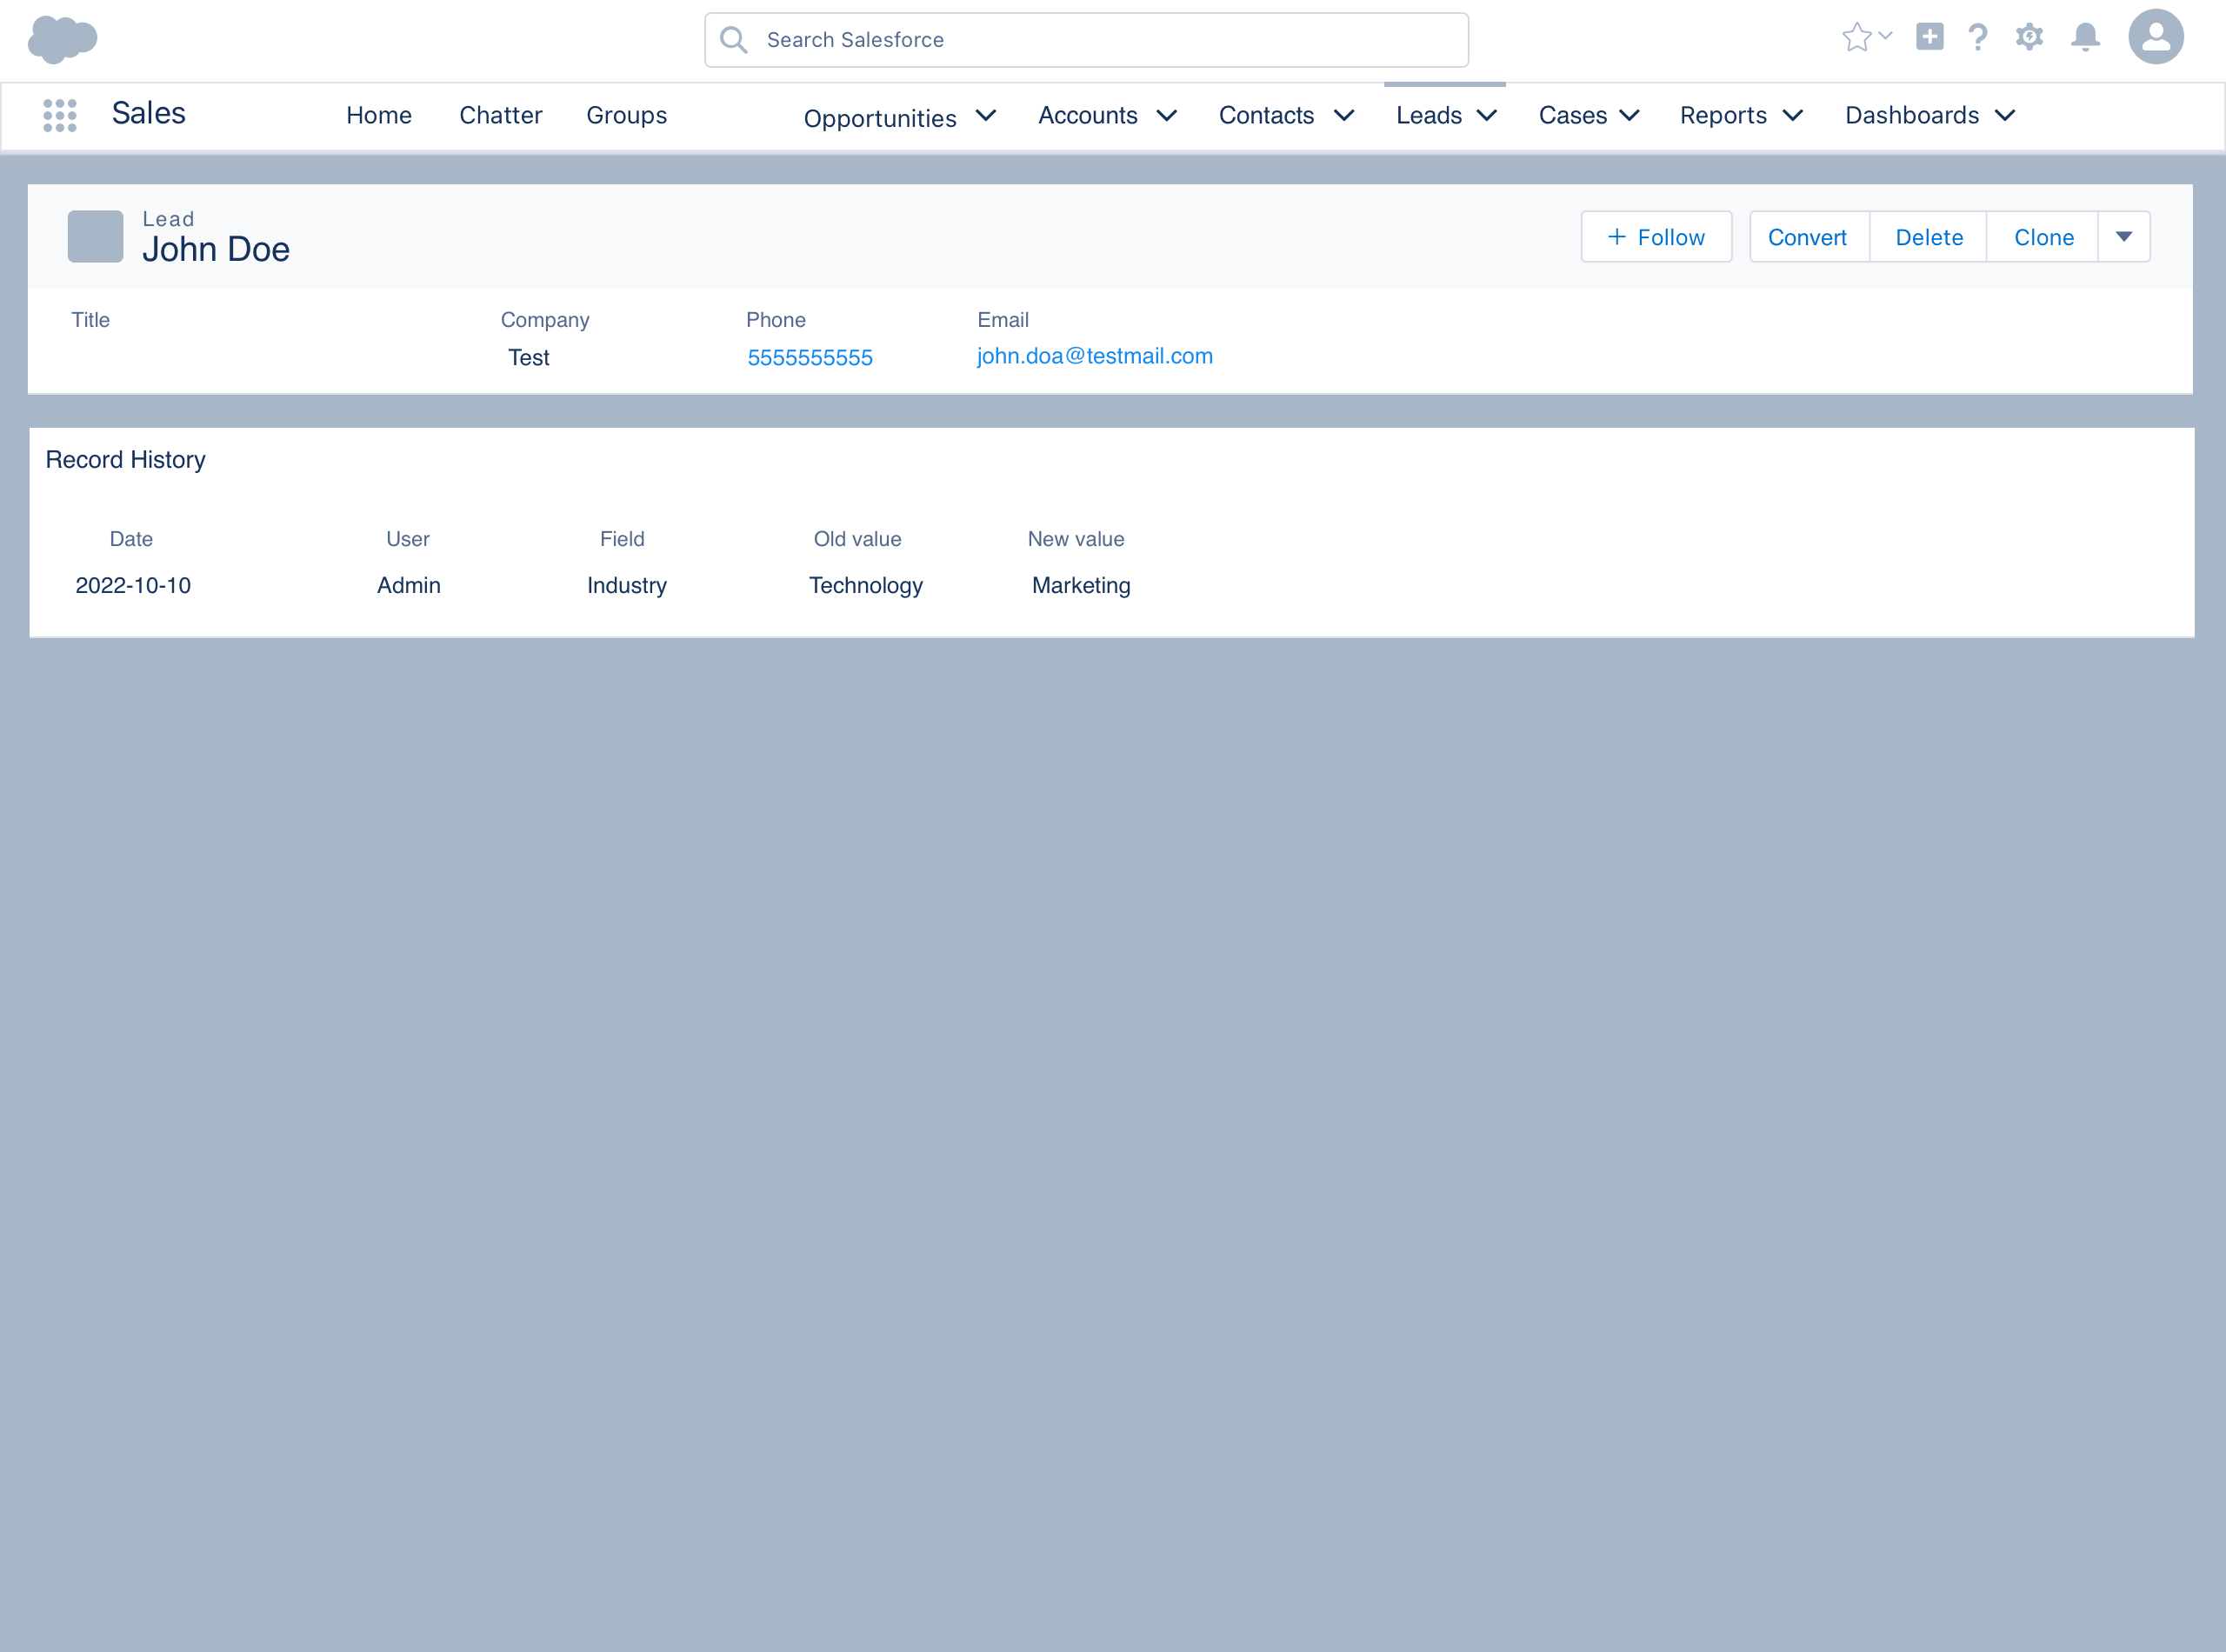 Search Salesforce
Sales Home Chatter Groups Opportunities Accounts Contacts Leads Cases Reports Dashboards
Lead
John Doe
+ Follow Convert Delete Clone
Title Company Phone Email
Test 5555555555 john.doa@testmail.com
Record History
Date User Field Old value New value
2022-10-10 Admin Industry Technology Marketing